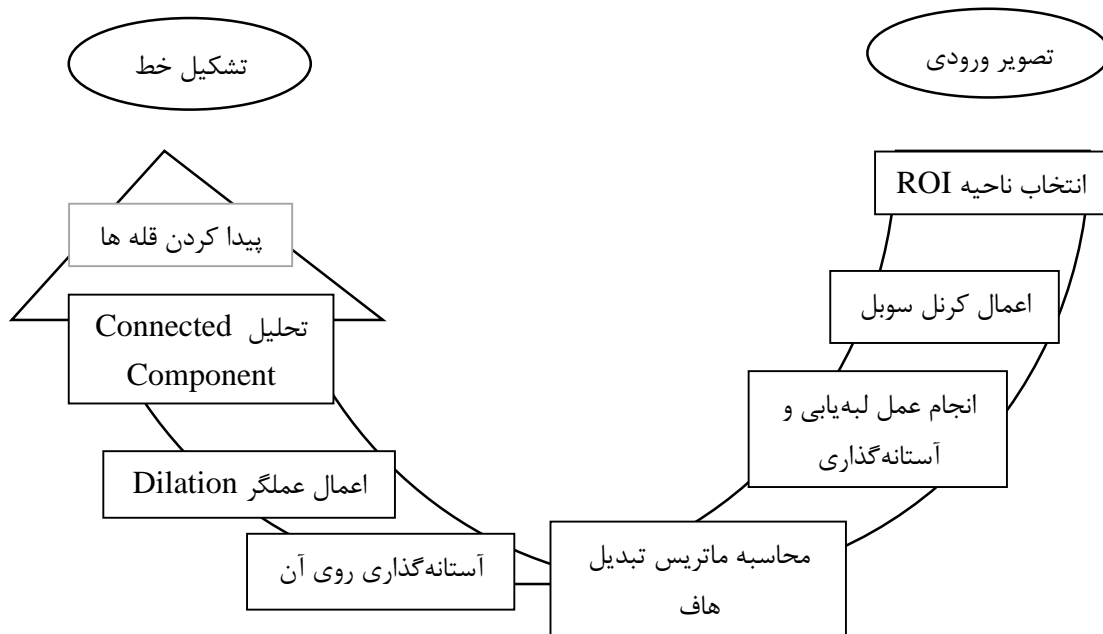 تصویر ورودی
انتخاب ناحیه ROI
اعمال کرنل سوبل
انجام عمل لبه‌یابی و
آستانه‌گذاری
محاسبه ماتریس تبدیل
هاف
آستانه‌گذاری روی آن
اعمال عملگر Dilation
تحلیل Connected
Component
پیدا کردن قله ها
تشکیل خط